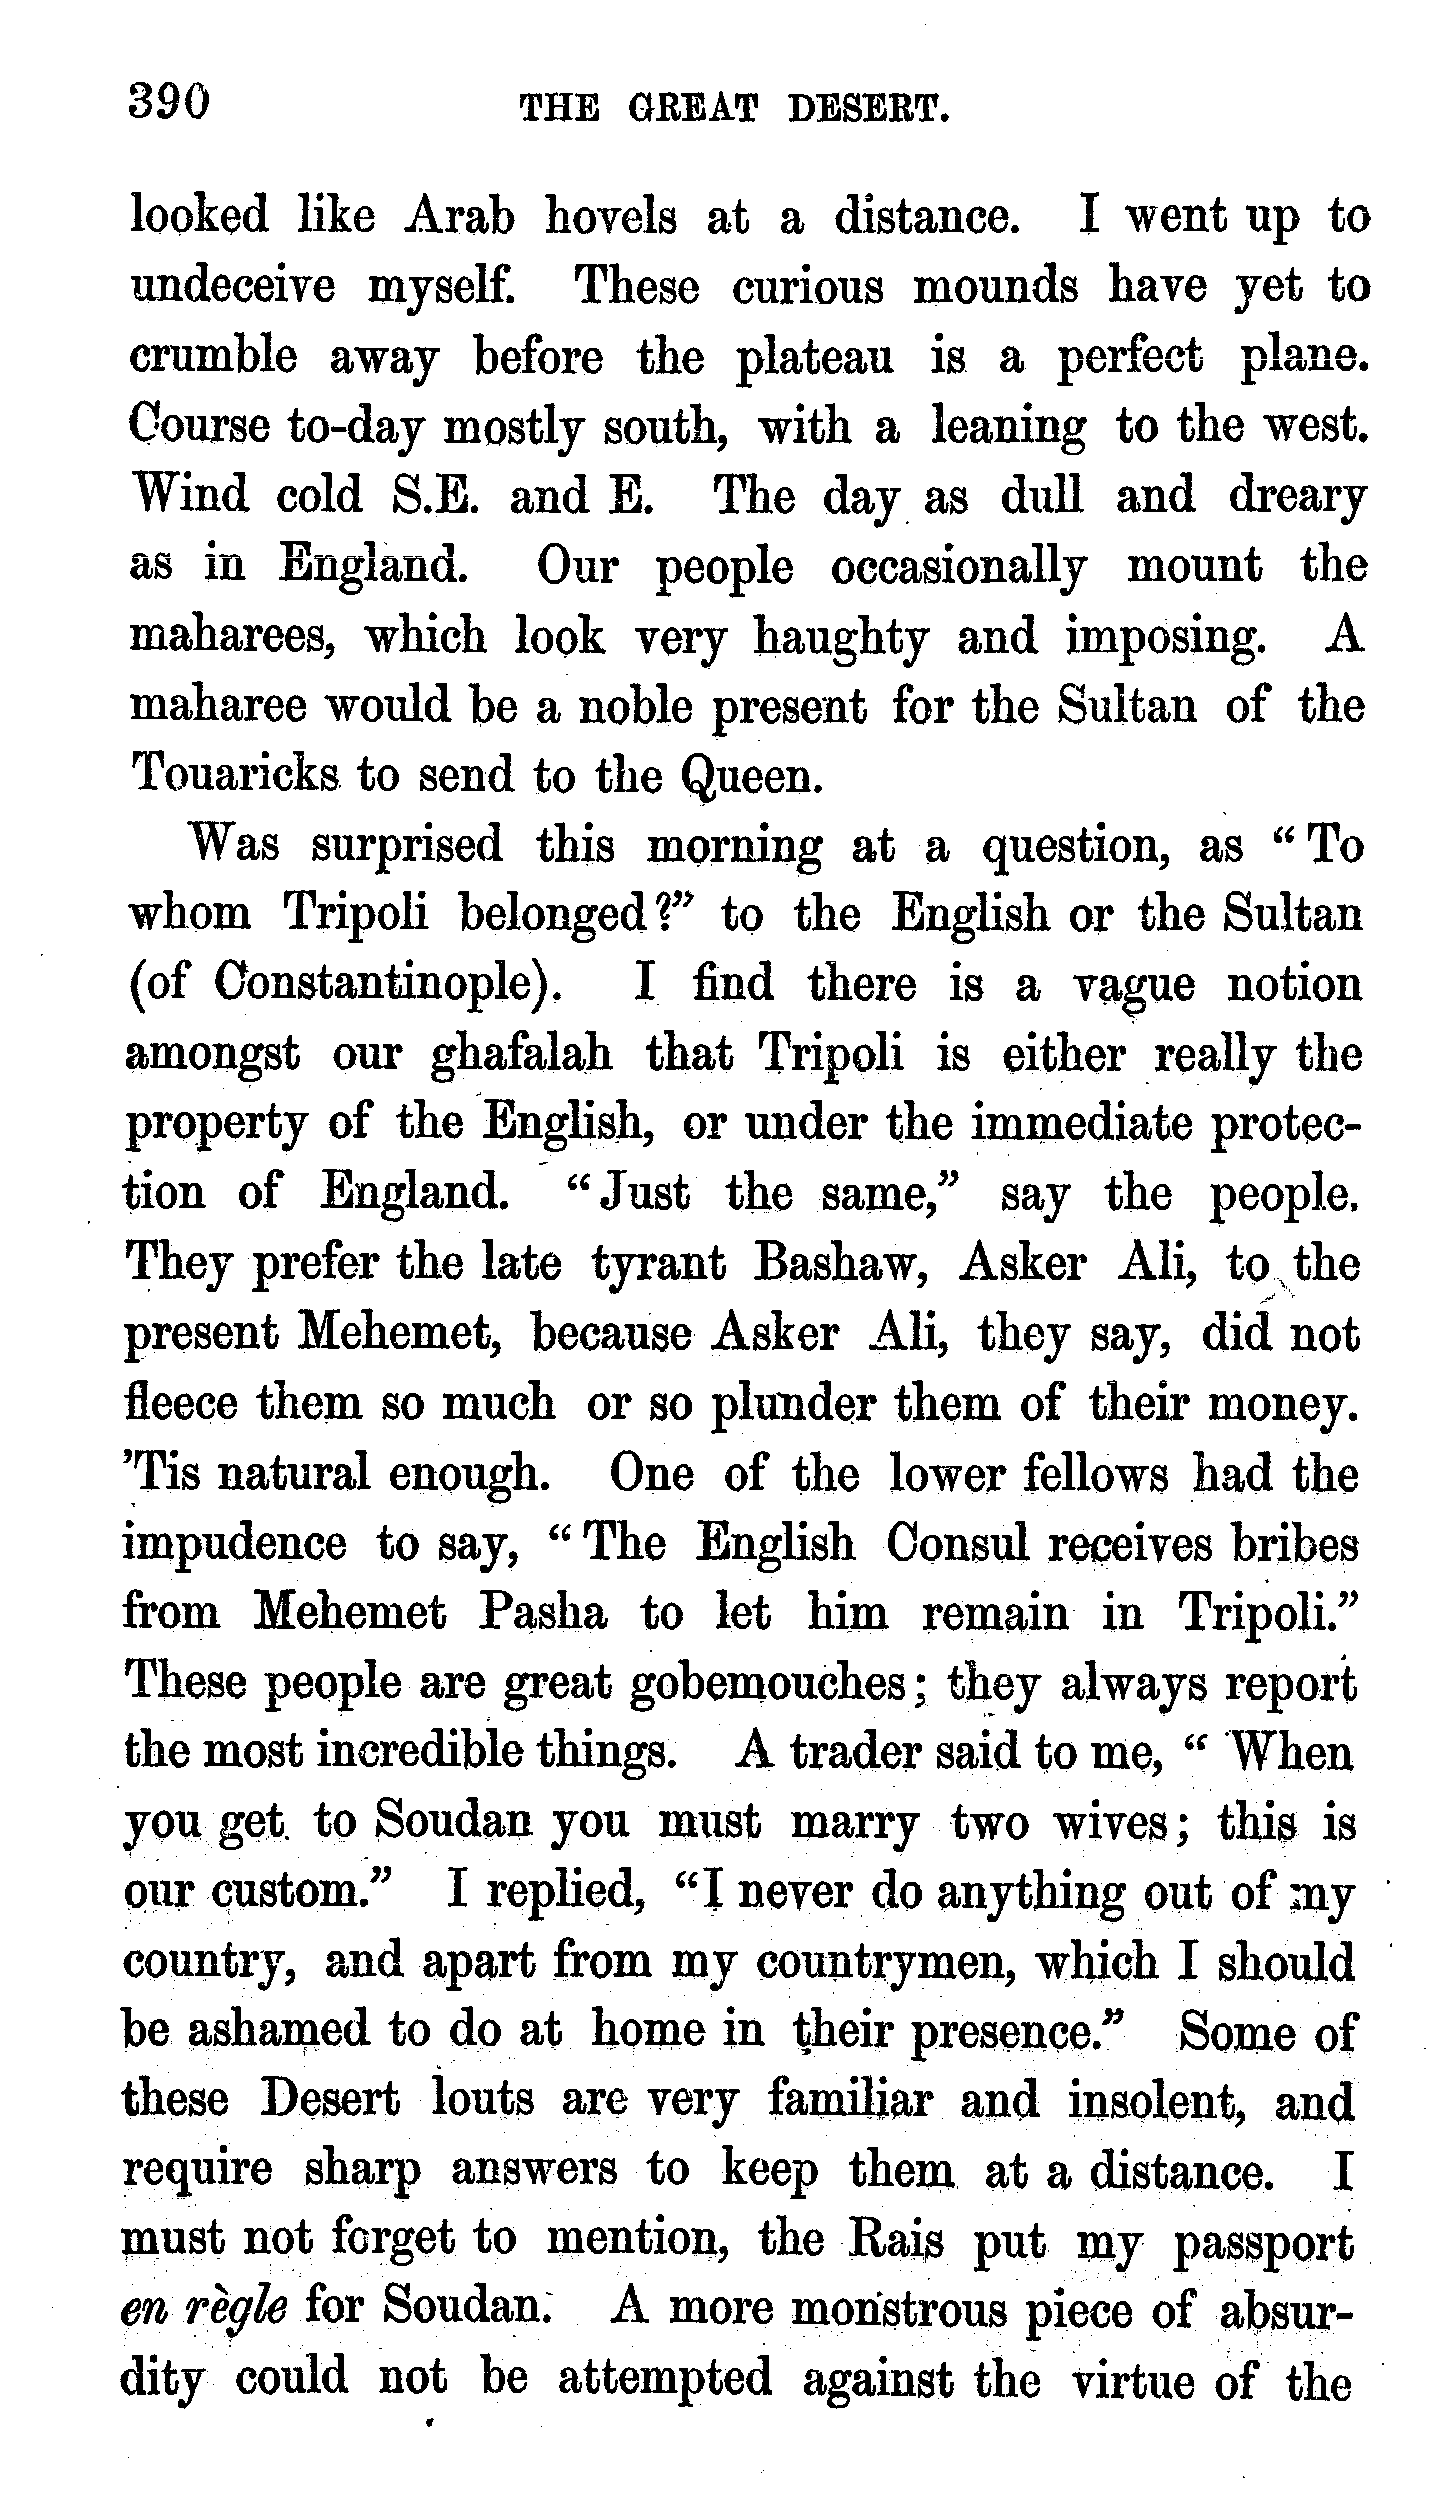 390 THE GREAT DESERT.
looked like Arab hovels at a distance. I went up to
undeceive myself. These curious mounds have yet to
crumble away before the plateau is a perfect plane.
Course to-day mostly south, with a leaning to the west.
Wind cold S.E. and E. The day as dull and dreary
as in England. Our people occasionally mount the
maharees, which look very haughty and imposing. A
maharee would be a noble present for the Sultan of the
Touaricks to send to the Queen.
Was surprised this morning at a question, as “To
whom Tripoli belonged?” to the English or the Sultan
(of Constantinople). I find there is a vague notion
amongst our ghafalah that Tripoli is either really the
property of the English, or under the immediate protec-
tion of England. “Just the same,” say the people.
They prefer the late tyrant Bashaw, Asker Ali, to the
present Mehemet, because Asker Ali, they say, did not
fleece them so much or so plunder them of their money.
’Tis natural enough. One of the lower fellows had the
impudence to say, “The English Consul receives bribes
from Mehemet Pasha to let him remain in Tripoli.”
These people are great gobemouches; they always report
the most incredible things. A trader said to me, “When
you get to Soudan you must marry two wives; this is
our custom.” I replied, “I never do anything out of my
country, and apart from my countrymen, which I should
be ashamed to do at home in their presence.” Some of
these Desert louts are very familiar and insolent, and
require sharp answers to keep them at a distance. I
must not forget to mention, the Rais put my passport
en règle for Soudan. A more monstrous piece of absur-
dity could not be attempted against the virtue of the